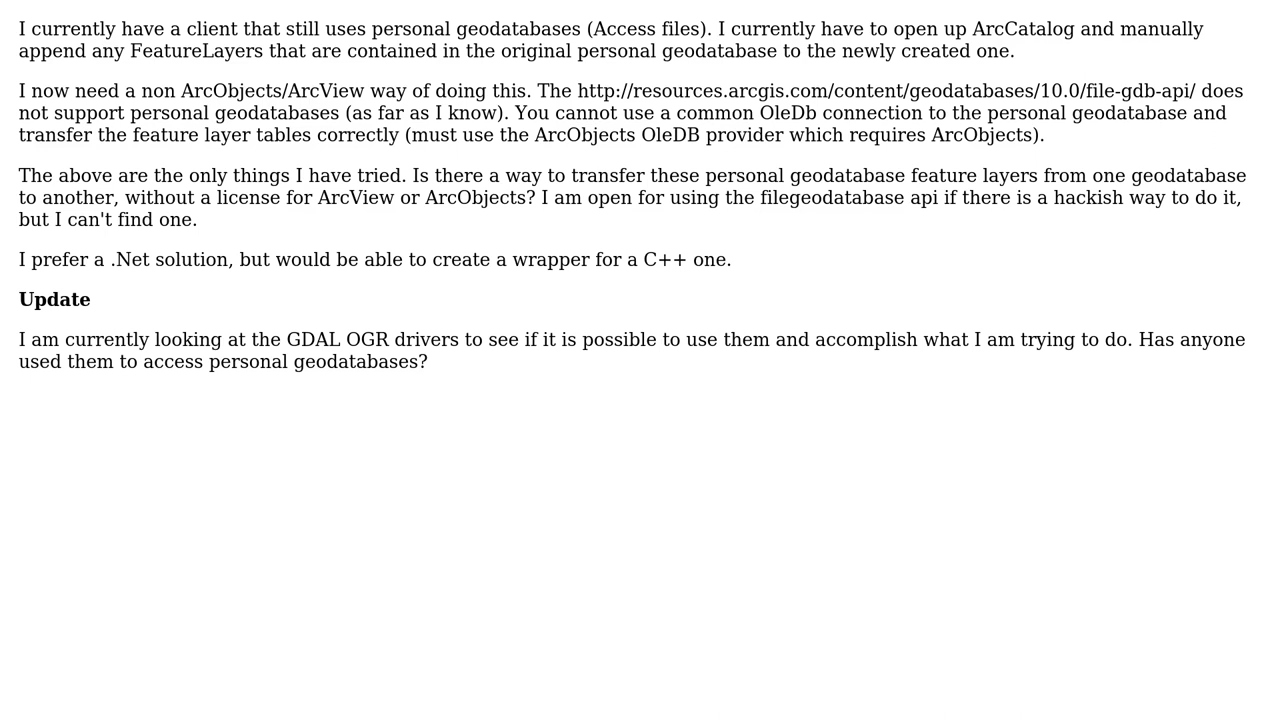 I currently have a client that still uses personal geodatabases (Access files). I currently have to open up ArcCatalog and manually
append any FeatureLayers that are contained in the original personal geodatabase to the newly created one.
I now need a non ArcObjects/ArcView way of doing this. The http://resources.arcgis.com/content/geodatabases/10.0/file-gdb-api/ does
not support personal geodatabases (as far as I know). You cannot use a common OleDb connection to the personal geodatabase and
transfer the feature layer tables correctly (must use the ArcObjects OleDB provider which requires ArcObjects).
The above are the only things I have tried. Is there a way to transfer these personal geodatabase feature layers from one geodatabase
to another, without a license for ArcView or ArcObjects? I am open for using the filegeodatabase api if there is a hackish way to do it,
but I can't find one.
I prefer a .Net solution, but would be able to create a wrapper for a C++ one.
Update
I am currently looking at the GDAL OGR drivers to see if it is possible to use them and accomplish what I am trying to do. Has anyone
used them to access personal geodatabases?